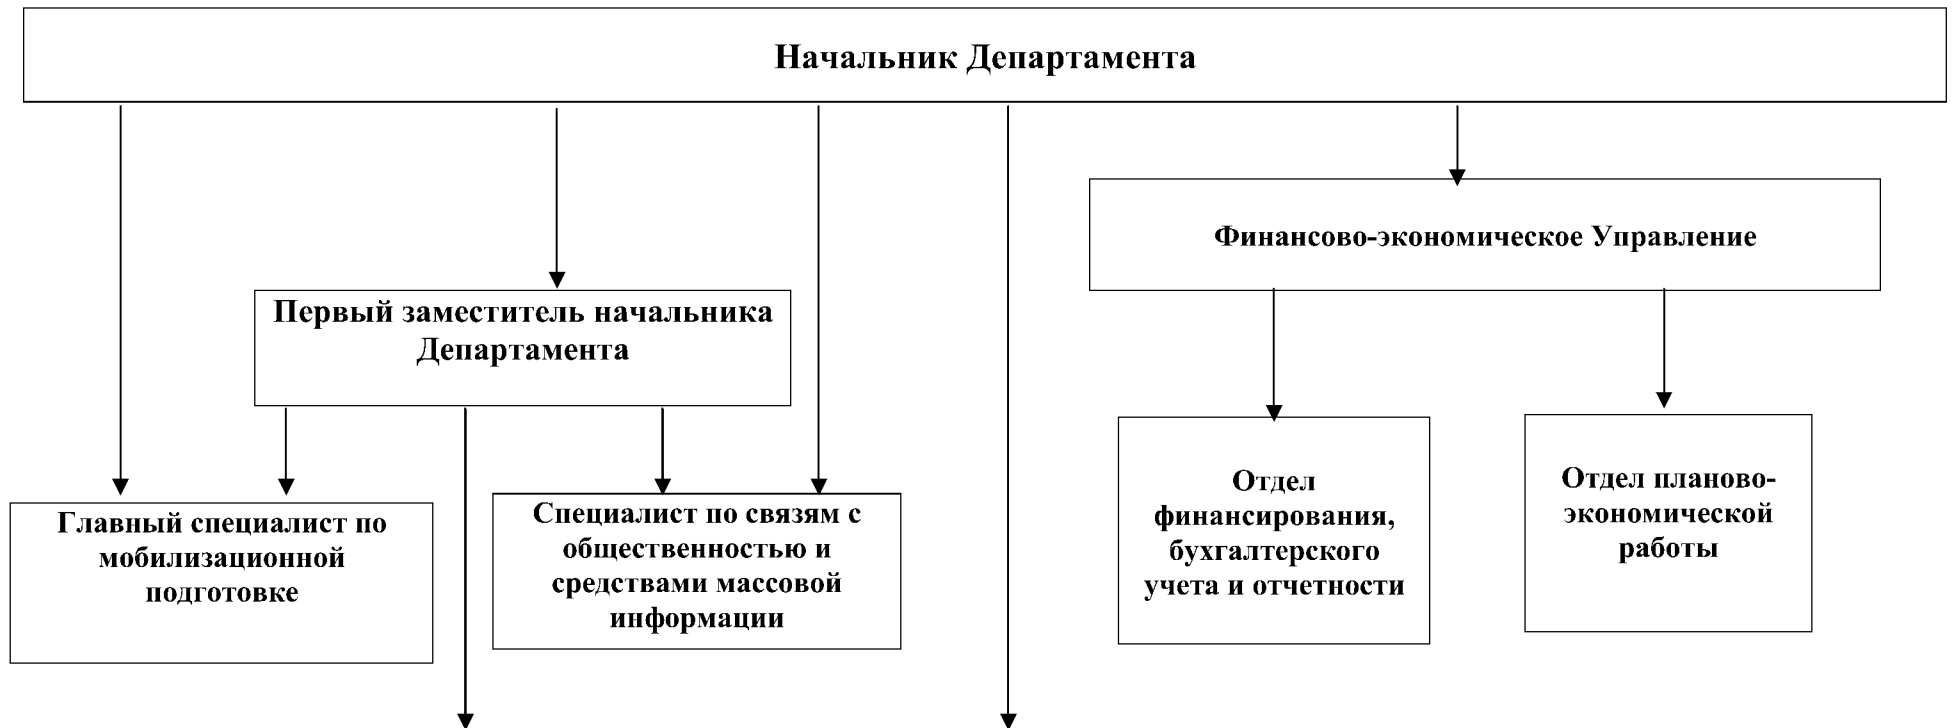 Начальник Департамента
Финансово-экономическое Управление
Первый заместитель начальника
Департамента
Главный специалист по
мобилизационной
подготовке
Специалист по связям с
общественностью и
средствами массовой
информации
Отдел
финансирования,
бухгалтерского
учета и отчетности
Отдел планово-
экономической
работы